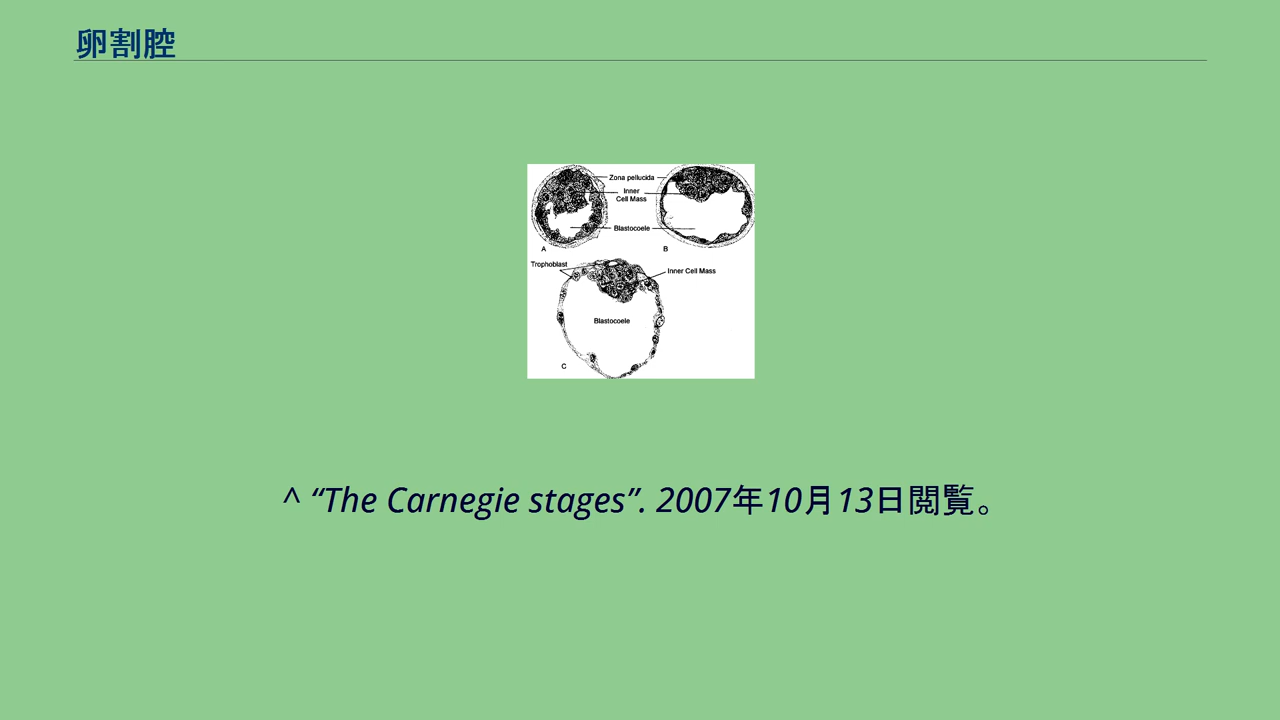 卵割腔
Zona pellucida
Inner
Cell Mass
Blastocoele
A
B
Trophoblast
Inner Cell Mass
Blastocoele
C
^ “The Carnegie stages”. 2007年10月13日閲覧。